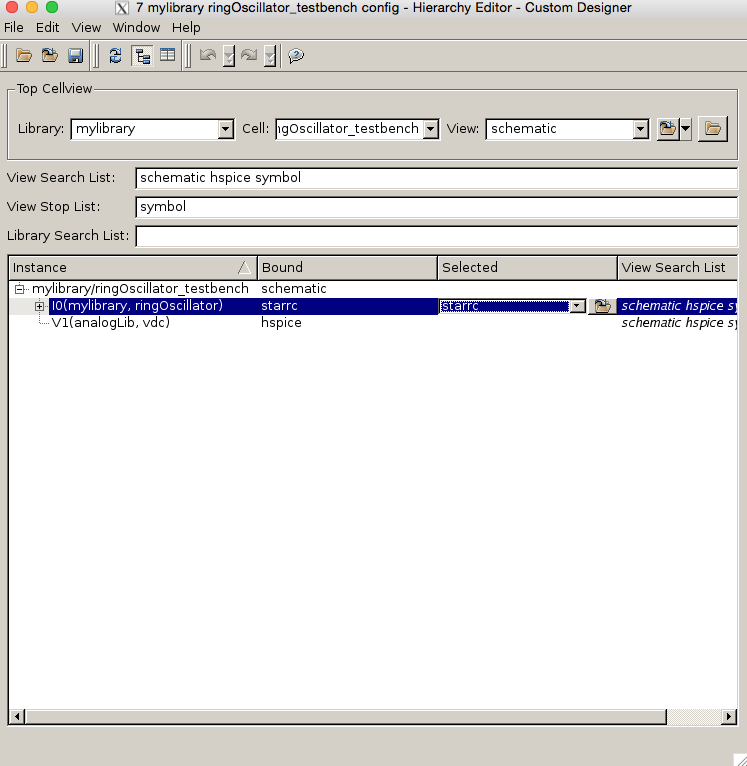 7 mylibrary ringOscillator_testbench config - Hierarchy Editor - Custom Designer
File Edit View Window Help
Top Cellview
Library: mylibrary Cell: ngOscillator_testbench View: schematic
View Search List: schematic hspice symbol
View Stop List: symbol
Library Search List:
Instance Bound Selected View Search List
mylibrary/ringOscillator_testbench schematic
I0(mylibrary, ringOscillator) starrc starrc schematic hspice sy
V1(analogLib, vdc) hspice schematic hspice sy